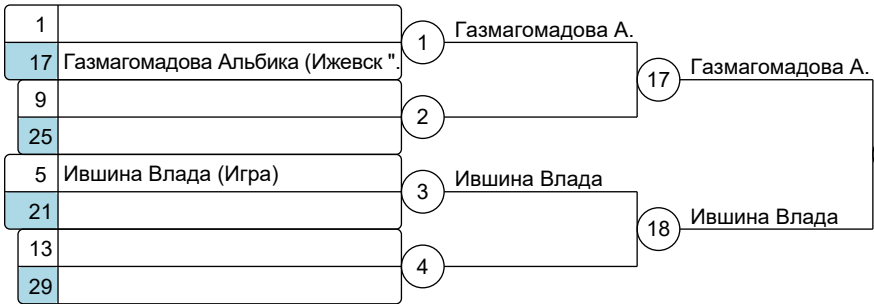 1
17 Газмагомадова Альбика (Ижевск ".
9
25
5 Ившина Влада (Игра)
21
13
29
1 Газмагомадова А.
2
3 Ившина Влада
4
17 Газмагомадова А.
18 Ившина Влада